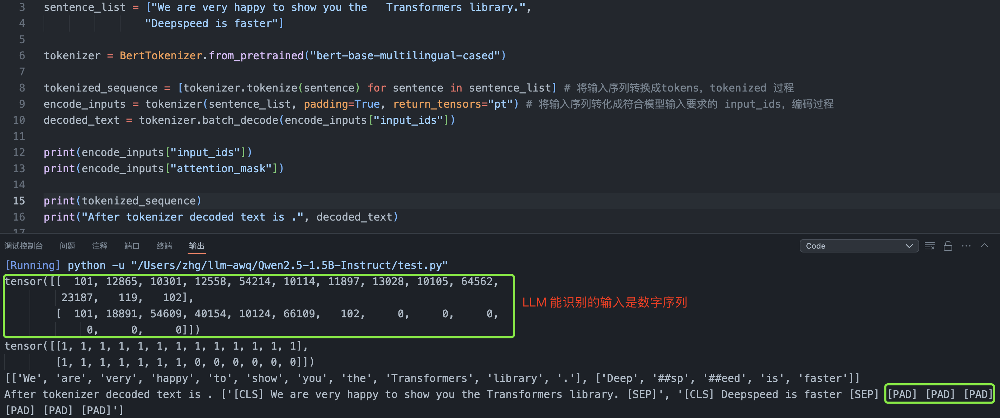 3 sentence_list = ["We are very happy to show you the   Transformers library.",
4 "Deepspeed is faster"]
5
6 tokenizer = BertTokenizer.from_pretrained("bert-base-multilingual-cased")
7
8 tokenized_sequence = [tokenizer.tokenize(sentence) for sentence in sentence_list] # 将输入序列转换成tokens，tokenized 过程
9 encode_inputs = tokenizer(sentence_list, padding=True, return_tensors="pt") # 将输入序列转化成符合模型输入要求的 input_ids，编码过程
10 decoded_text = tokenizer.batch_decode(encode_inputs["input_ids"])
11
12 print(encode_inputs["input_ids"])
13 print(encode_inputs["attention_mask"])
14
15 print(tokenized_sequence)
16 print("After tokenizer decoded text is .", decoded_text)
17
调试控制台 问题 注释 端口 终端 输出 Code
[Running] python -u "/Users/zhg/llm-awq/Qwen2.5-1.5B-Instruct/test.py"
tensor([[  101, 12865, 10301, 12558, 54214, 10114, 11897, 13028, 10105, 64562,
23187,   119,   102],
LLM 能识别的输入是数字序列
[  101, 18891, 54609, 40154, 10124, 66109,   102,     0,     0,     0,
0,     0,     0]])
tensor([[1, 1, 1, 1, 1, 1, 1, 1, 1, 1, 1, 1, 1],
[1, 1, 1, 1, 1, 1, 1, 0, 0, 0, 0, 0, 0]])
[['We', 'are', 'very', 'happy', 'to', 'show', 'you', 'the', 'Transformers', 'library', '.'], ['Deep', '##sp', '##eed', 'is', 'faster']]
After tokenizer decoded text is . ['[CLS] We are very happy to show you the Transformers library. [SEP]', '[CLS] Deepspeed is faster [SEP] [PAD] [PAD] [PAD]
[PAD] [PAD] [PAD]']